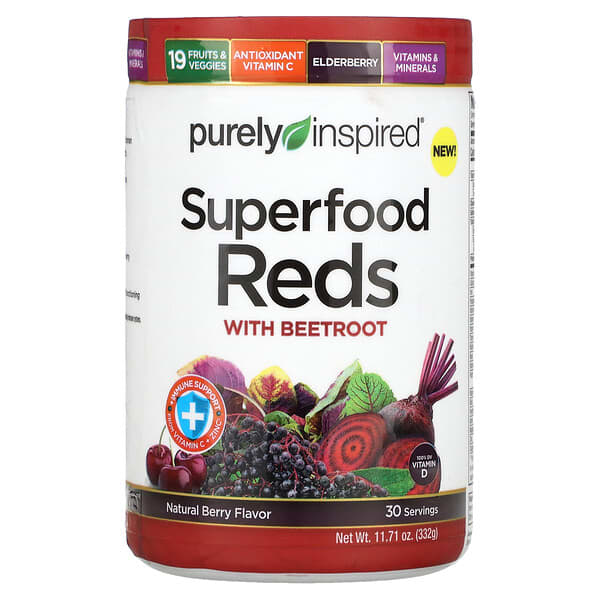 19 FRUITS & VEGGIES
ANTIOXIDANT VITAMIN C
ELDERBERRY
VITAMINS & MINERALS
purely inspired®
NEW!
Superfood
Reds
WITH BEETROOT
IMMUNE SUPPORT
FROM VITAMIN C + ZINC
100% DV
VITAMIN
D
Natural Berry Flavor
30 Servings
Net Wt. 11.71 oz. (332g)